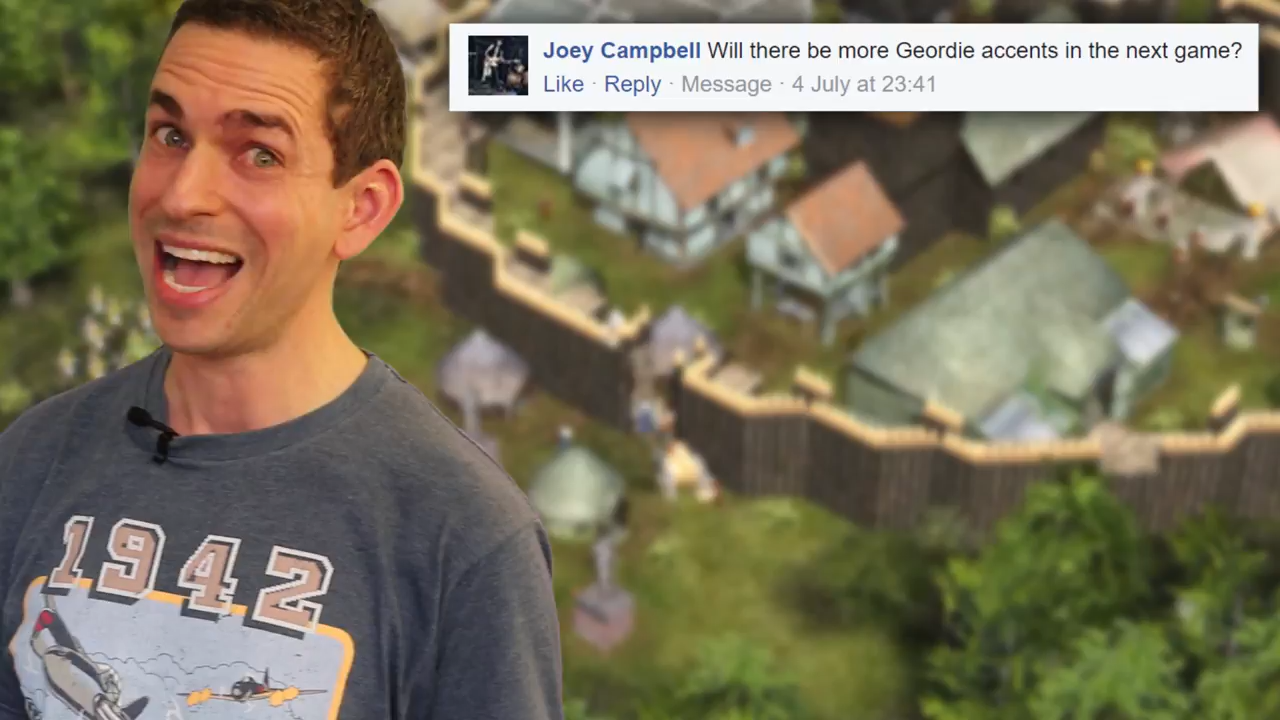 Joey Campbell Will there be more Geordie accents in the next game?
Like · Reply · Message · 4 July at 23:41
1942